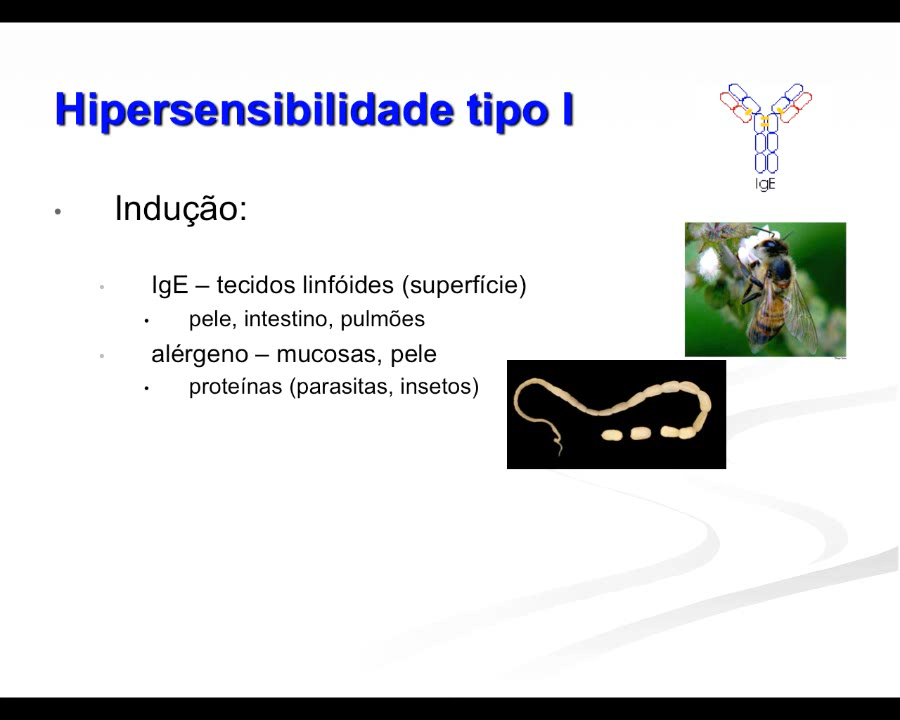 Hipersensibilidade tipo I
IgE
• Indução:
• IgE – tecidos linfóides (superfície)
• pele, intestino, pulmões
• alérgeno – mucosas, pele
• proteínas (parasitas, insetos)